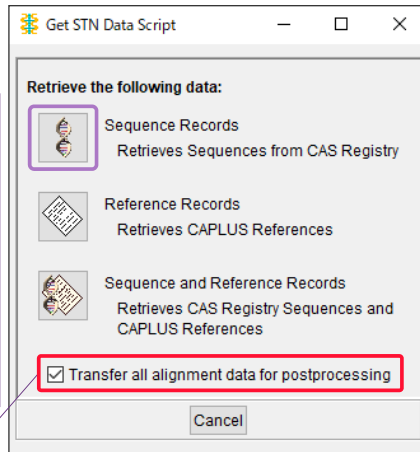 Get STN Data Script
Retrieve the following data:
Sequence Records
Retrieves Sequences from CAS Registry
Reference Records
Retrieves CAPLUS References
Sequence and Reference Records
Retrieves CAS Registry Sequences and
CAPLUS References
Transfer all alignment data for postprocessing
Cancel